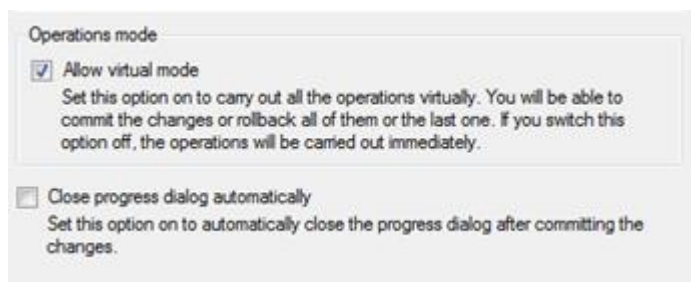 Operations mode
Allow virtual mode
Set this option on to carry out all the operations virtually. You will be able to
commit the changes or rollback all of them or the last one. If you switch this
option off, the operations will be carried out immediately.
Close progress dialog automatically
Set this option on to automatically close the progress dialog after committing the
changes.